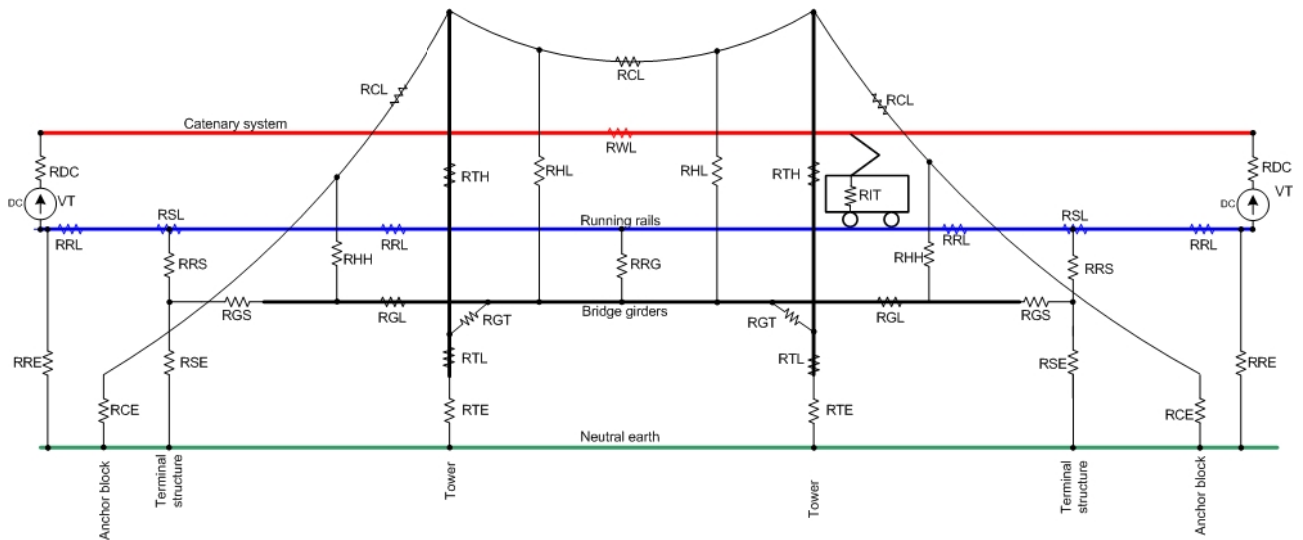 RCL
RCL
RCL
Catenary system
RWL
RDC
RTH
RHL
RHL
RTH
RIT
RDC
DC
VT
DC
VT
RSL
Running rails
RSL
RRL
RRL
RRL
RRL
RRS
RHH
RRG
RHH
RRS
RGS
RGL
RGT
Bridge girders
RGT
RGL
RGS
RRE
RSE
RTL
RTL
RSE
RRE
RCE
RTE
RTE
RCE
Neutral earth
Anchor block
Terminal
structure
Tower
Tower
Terminal
structure
Anchor block